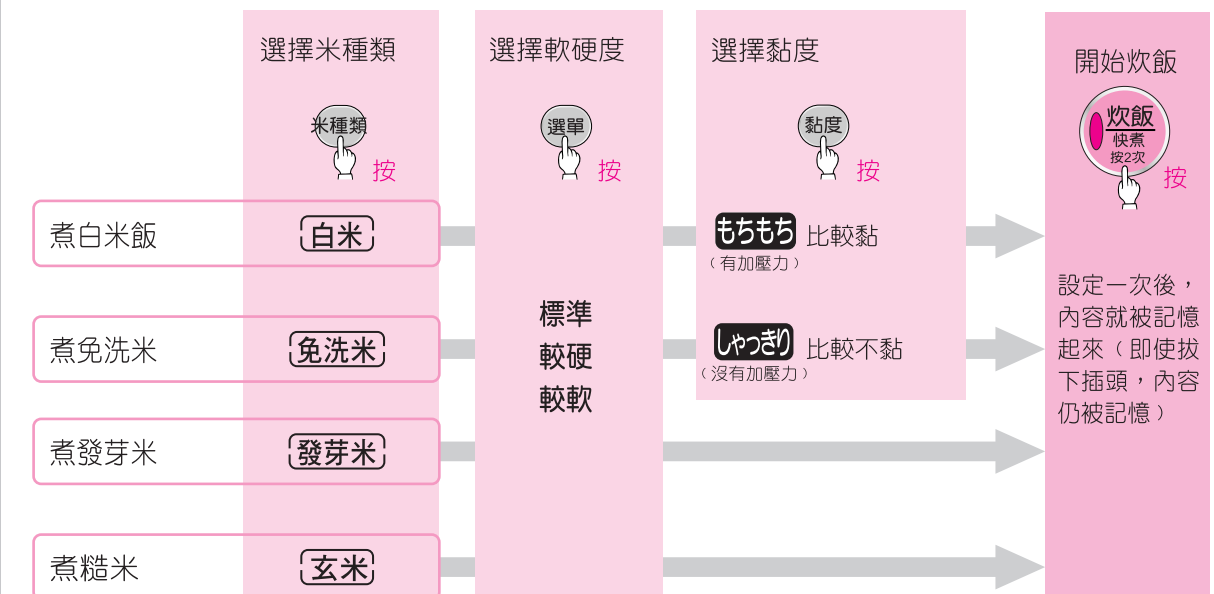 選擇米種類
選擇軟硬度
選擇黏度
開始炊飯
米種類
按
選單
按
黏度
按
炊飯
快煮
按2次
按
煮白米飯
白米
もちもち 比較黏
（有加壓力）
煮免洗米
免洗米
標準
較硬
較軟
しゃっきり 比較不黏
（沒有加壓力）
設定一次後，
內容就被記憶
起來（即使拔
下插頭，內容
仍被記憶）
煮發芽米
發芽米
煮糙米
玄米